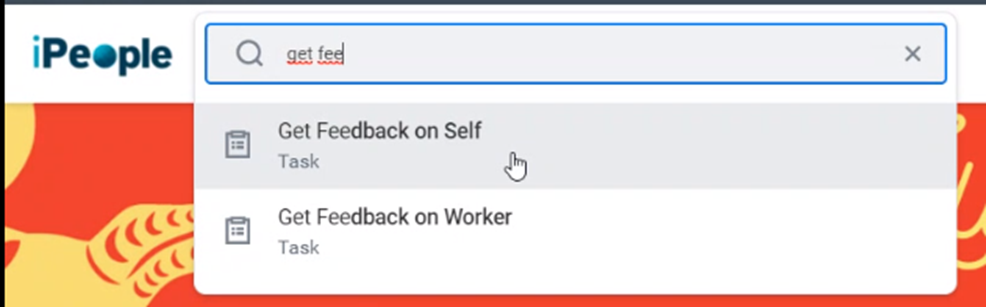 iPeople
get fee
Get Feedback on Self
Task
Get Feedback on Worker
Task